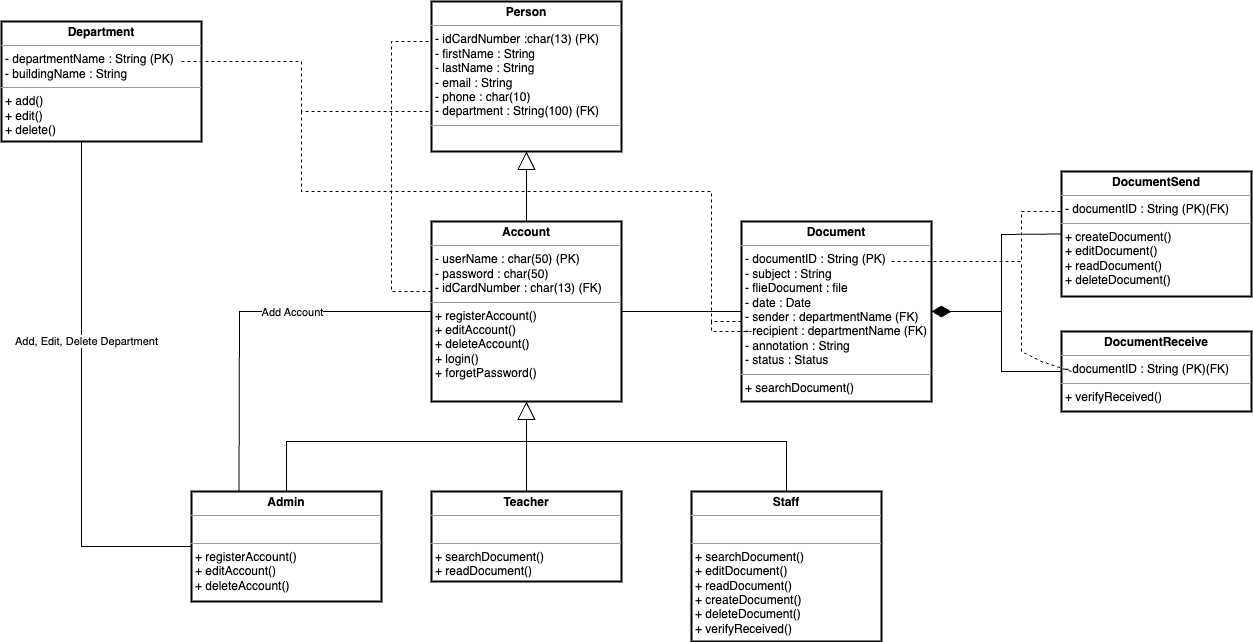 Person
- idCardNumber :char(13) (PK)
- firstName : String
- lastName : String
- email : String
- phone : char(10)
- department : String(100) (FK)
Department
- departmentName : String (PK)
- buildingName : String
+ add()
+ edit()
+ delete()
DocumentSend
- documentID : String (PK)(FK)
+ createDocument()
+ editDocument()
+ readDocument()
+ deleteDocument()
Account
- userName : char(50) (PK)
- password : char(50)
- idCardNumber : char(13) (FK)
+ registerAccount()
+ editAccount()
+ deleteAccount()
+ login()
+ forgetPassword()
Document
- documentID : String (PK)
- subject : String
- flieDocument : file
- date : Date
- sender : departmentName (FK)
- recipient : departmentName (FK)
- annotation : String
- status : Status
+ searchDocument()
DocumentReceive
- documentID : String (PK)(FK)
+ verifyReceived()
Add Account
Add, Edit, Delete Department
Admin
+ registerAccount()
+ editAccount()
+ deleteAccount()
Teacher
+ searchDocument()
+ readDocument()
Staff
+ searchDocument()
+ editDocument()
+ readDocument()
+ createDocument()
+ deleteDocument()
+ verifyReceived()